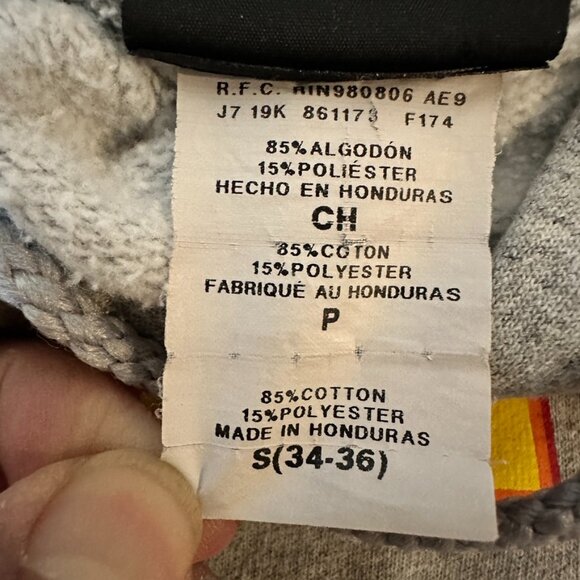 R.F.C. RIN980806 AE9
J7 19K 861173 F174
85%ALGODÓN
15%POLIÉSTER
HECHO EN HONDURAS
CH
85%COTON
15%POLYESTER
FABRIQUÉ AU HONDURAS
P
85%COTTON
15%POLYESTER
MADE IN HONDURAS
S(34-36)